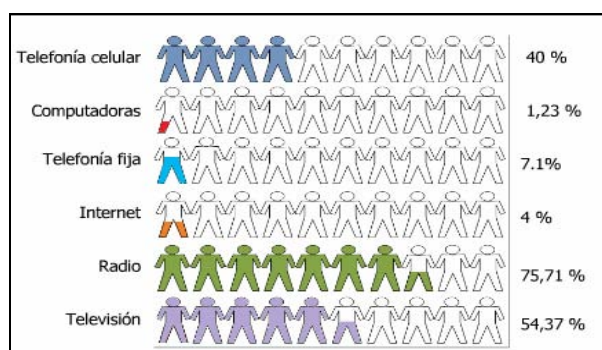 Telefonía celular 40 %
Computadoras 1,23 %
Telefonía fija 7.1%
Internet 4 %
Radio 75,71 %
Televisión 54,37 %